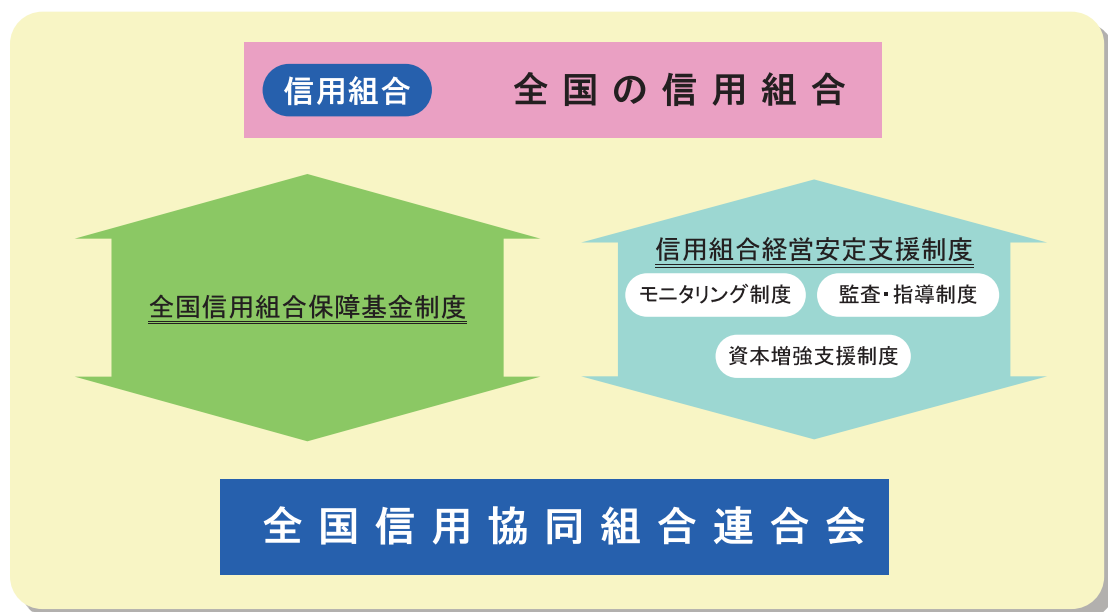 信用組合 全国の信用組合
全国信用組合保障基金制度
信用組合経営安定支援制度
モニタリング制度 監査・指導制度
資本増強支援制度
全国信用協同組合連合会